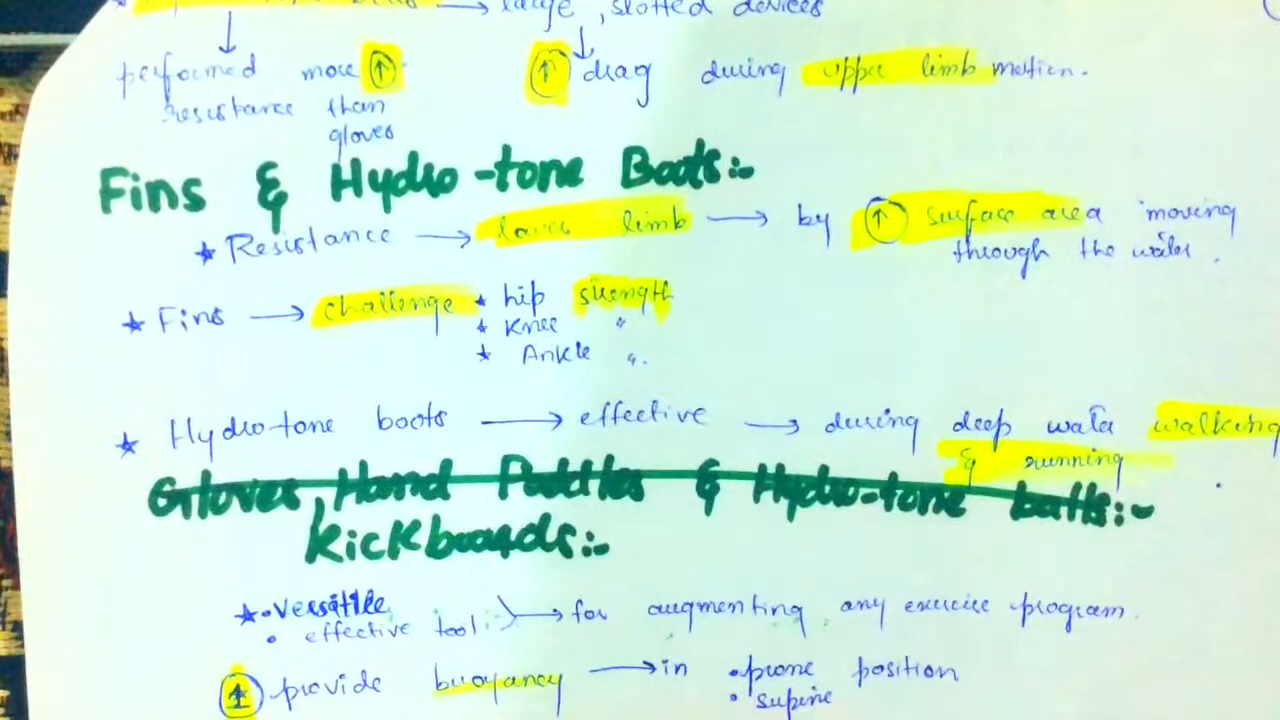 → large, slotted devices
↓ ↓
performed more ↑ ↑ drag during upper limb motion.
resistance than
gloves
Fins & Hydro-tone Boots:-
★ Resistance → lower limb → by ↑ surface area moving
through the water.
★ Fins → challenge ★ hip strength
★ Knee "
★ Ankle ".
★ Hydro-tone boots → effective → during deep water walking
& running.
Gloves, Hand Paddles & Hydro-tone balls:-
Kickboards:-
★ • Versatile
• effective tool. → for augmenting any exercise program.
↑ provide buoyancy → in • prone position
• supine